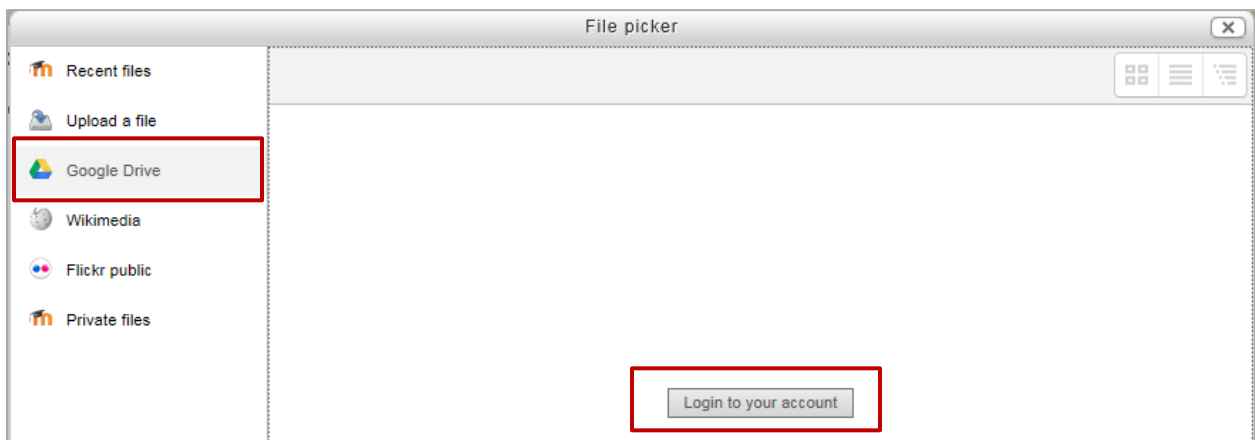 File picker
Recent files
Upload a file
Google Drive
Wikimedia
Flickr public
Private files
Login to your account